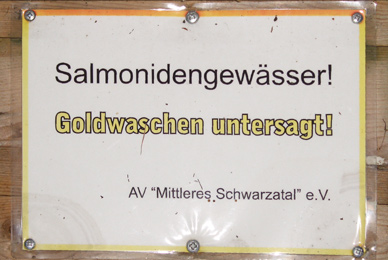 Salmonidengewässer!
Goldwaschen untersagt!
AV "Mittleres Schwarzatal" e.V.